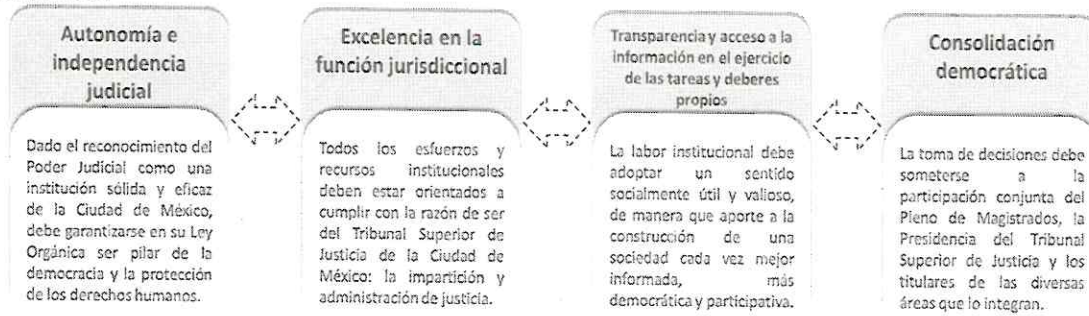 Autonomía e
independencia
judicial
Dado el reconocimiento del
Poder Judicial como una
institución sólida y eficaz
de la Ciudad de México,
debe garantizarse en su Ley
Orgánica ser pilar de la
democracia y la protección
de los derechos humanos.
Excelencia en la
función jurisdiccional
Todos los esfuerzos y
recursos institucionales
deben estar orientados a
cumplir con la razón de ser
del Tribunal Superior de
Justicia de la Ciudad de
México: la impartición y
administración de justicia.
Transparencia y acceso a la
información en el ejercicio
de las tareas y deberes
propios
La labor institucional debe
adoptar un sentido
socialmente útil y valioso,
de manera que aporte a la
construcción de una
sociedad cada vez mejor
informada, más
democrática y participativa.
Consolidación
democrática
La toma de decisiones debe
someterse a la
participación conjunta del
Pleno de Magistrados, la
Presidencia del Tribunal
Superior de Justicia y los
titulares de las diversas
áreas que lo integran.